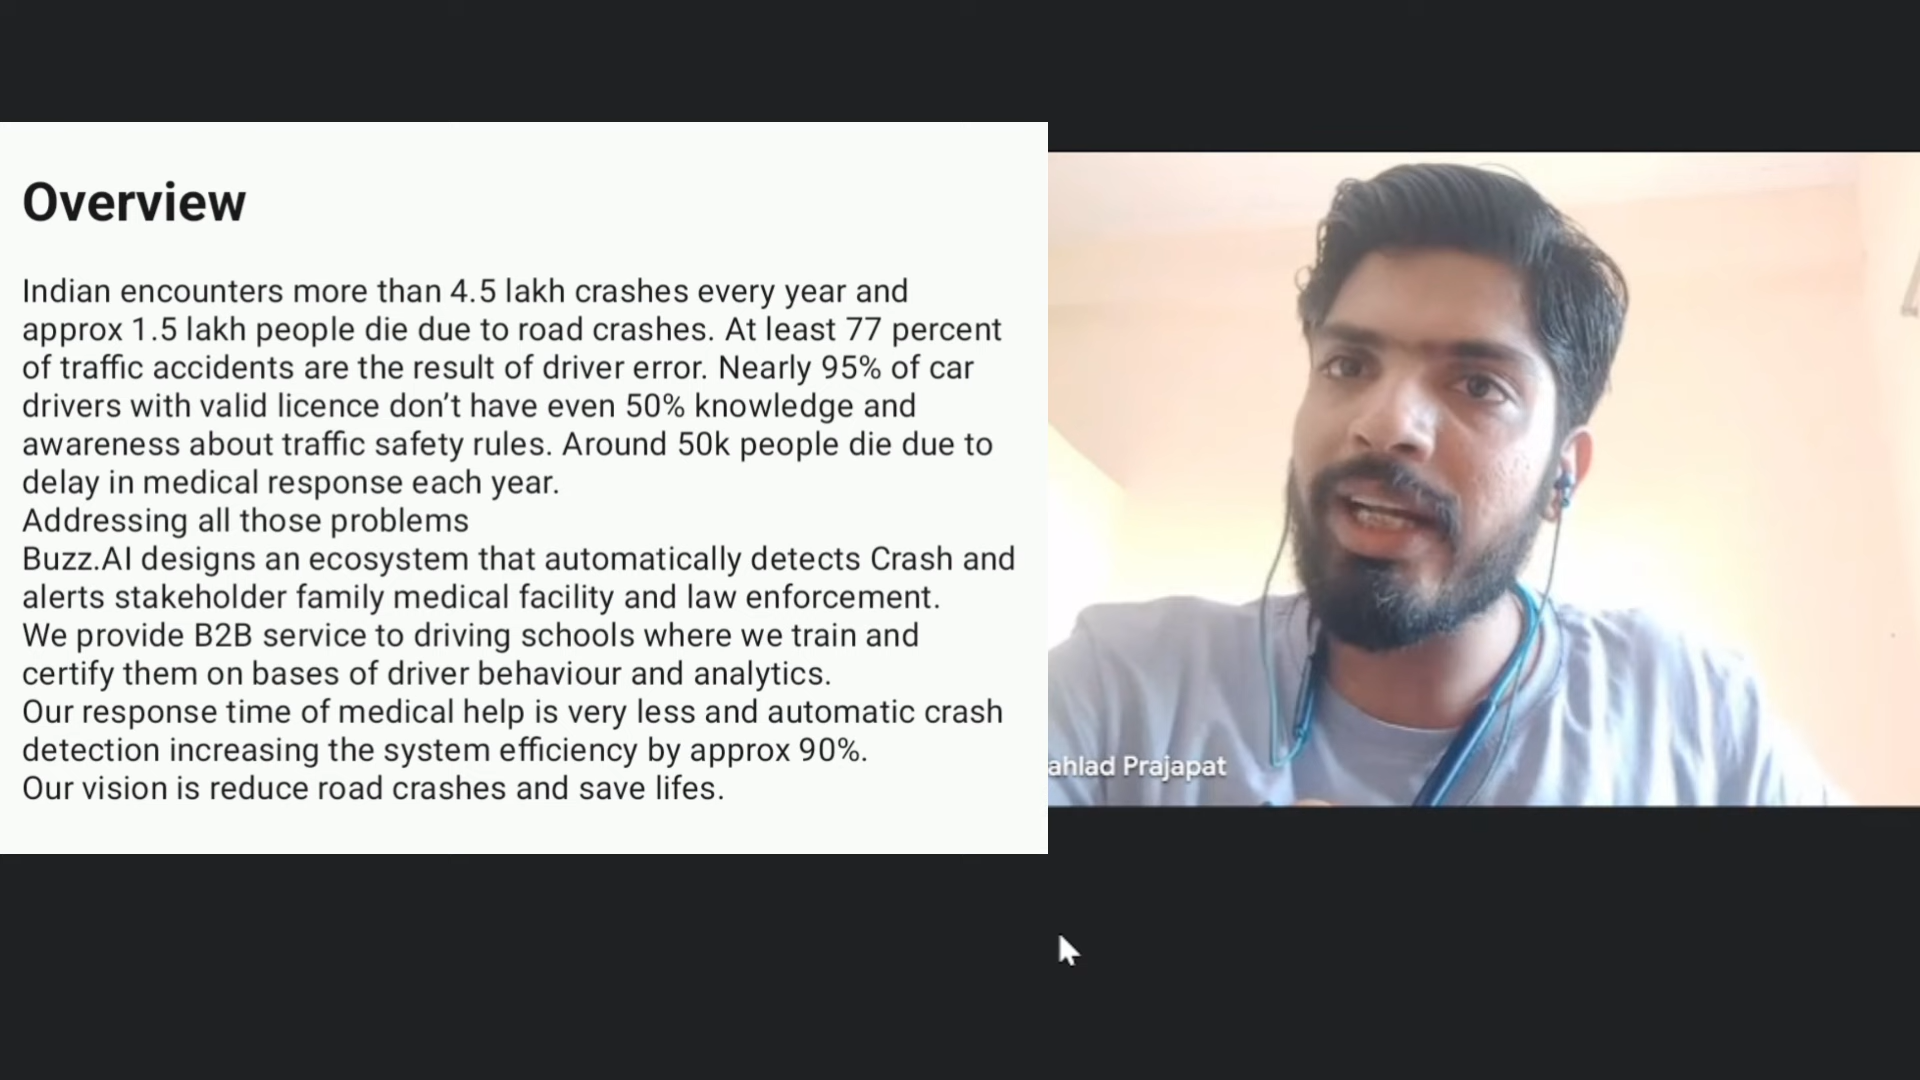 Overview
Indian encounters more than 4.5 lakh crashes every year and
approx 1.5 lakh people die due to road crashes. At least 77 percent
of traffic accidents are the result of driver error. Nearly 95% of car
drivers with valid licence don’t have even 50% knowledge and
awareness about traffic safety rules. Around 50k people die due to
delay in medical response each year.
Addressing all those problems
Buzz.AI designs an ecosystem that automatically detects Crash and
alerts stakeholder family medical facility and law enforcement.
We provide B2B service to driving schools where we train and
certify them on bases of driver behaviour and analytics.
Our response time of medical help is very less and automatic crash
detection increasing the system efficiency by approx 90%.
Our vision is reduce road crashes and save lifes.
ahlad Prajapat